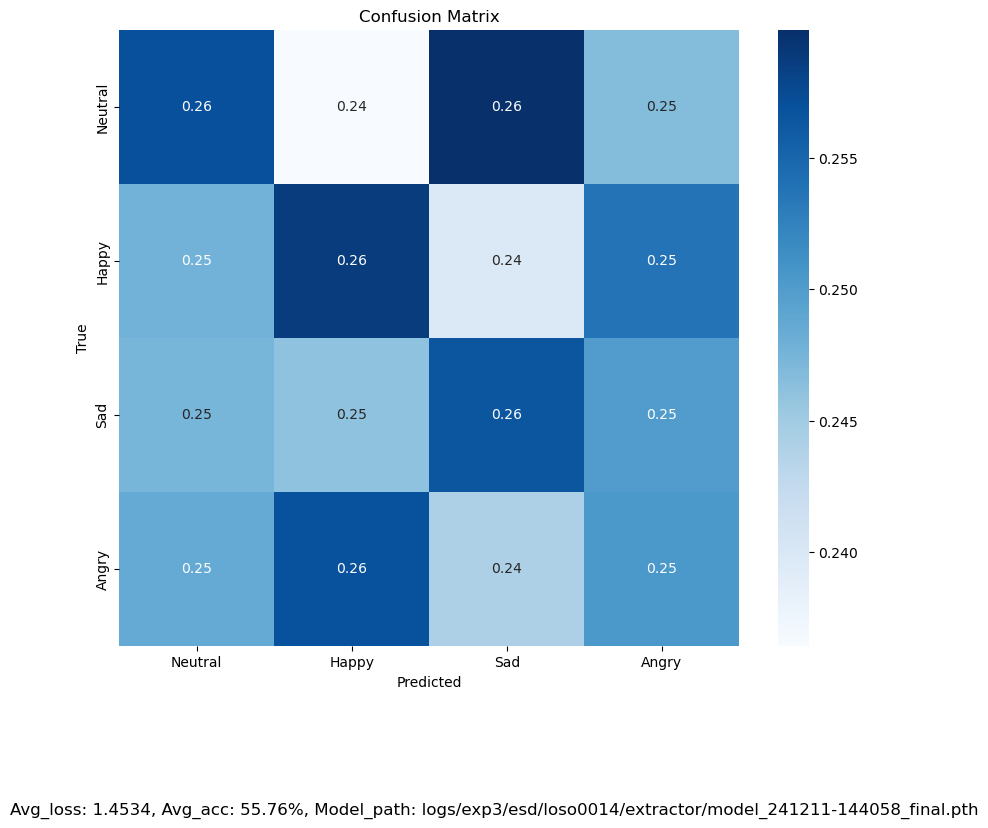 Confusion Matrix
Neutral 0.26 0.24 0.26 0.25
Happy 0.25 0.26 0.24 0.25
Sad 0.25 0.25 0.26 0.25
Angry 0.25 0.26 0.24 0.25
True
Neutral Happy Sad Angry
Predicted
0.255
0.250
0.245
0.240
Avg_loss: 1.4534, Avg_acc: 55.76%, Model_path: logs/exp3/esd/loso0014/extractor/model_241211-144058_final.pth